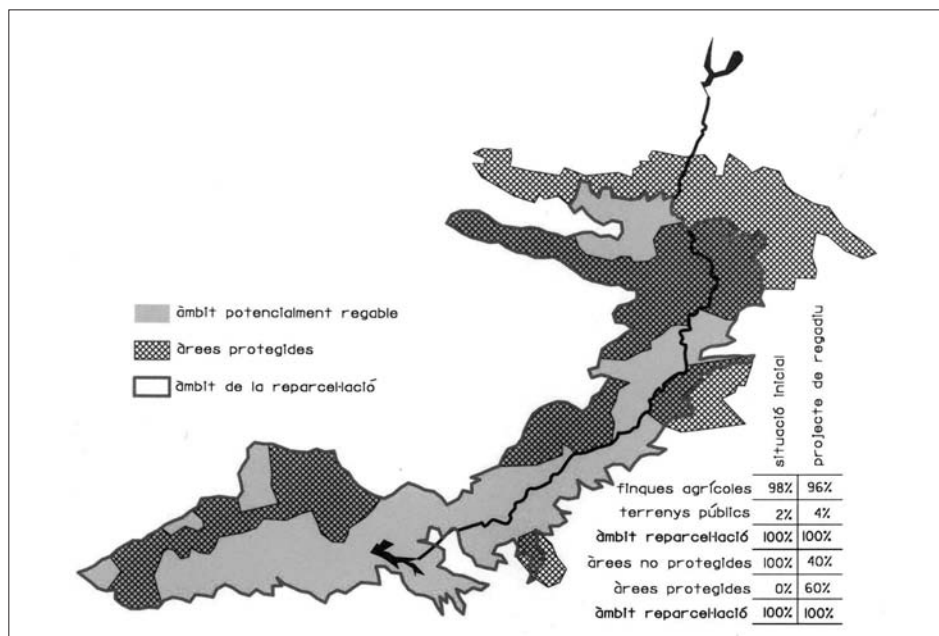 àmbit potencialment regable
àrees protegides
àmbit de la reparcel·lació
situació inicial
projecte de regadiu
finques agrícoles 98% 96%
terrenys públics 2% 4%
àmbit reparcel·lació 100% 100%
àrees no protegides 100% 40%
àrees protegides 0% 60%
àmbit reparcel·lació 100% 100%